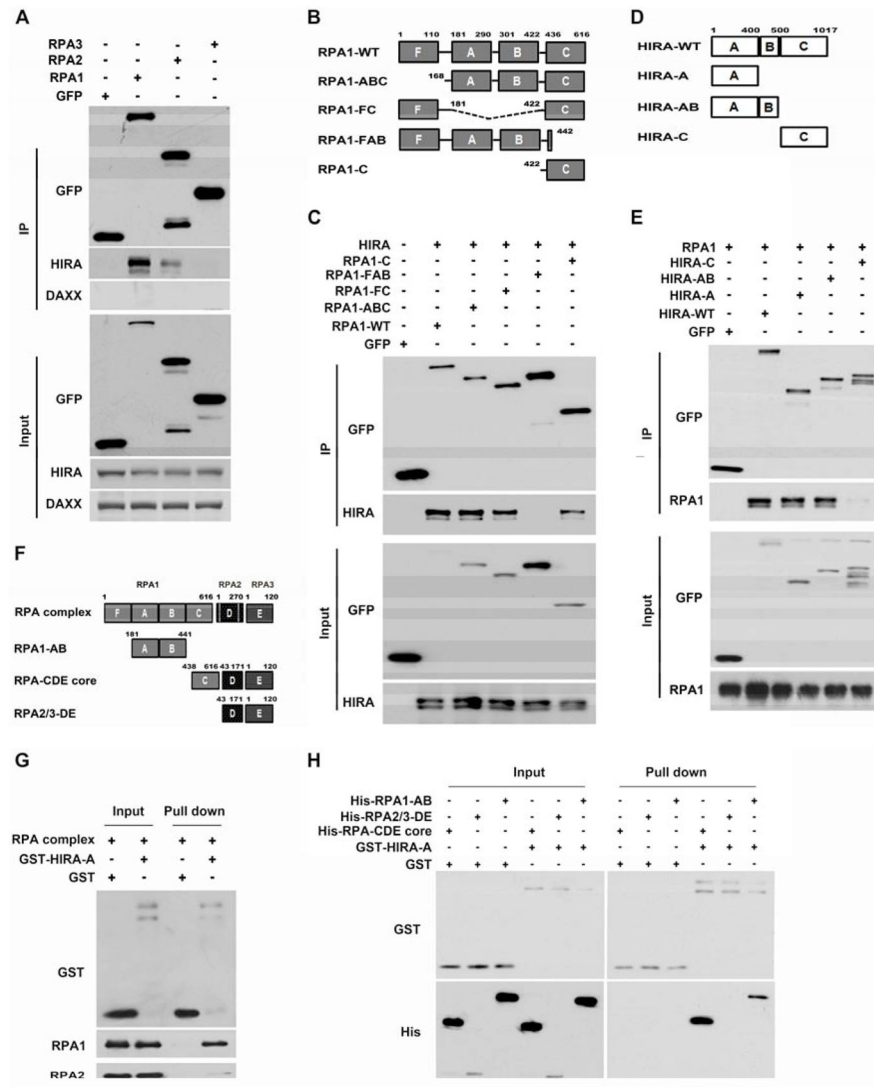 A
RPA3 - - - +
RPA2 - - + -
RPA1 - + - -
GFP + - - -
IP
GFP
HIRA
DAXX
Input
GFP
HIRA
DAXX
B
1 110 181 290 301 422 436 616
RPA1-WT F A B C
RPA1-ABC 168 A B C
RPA1-FC F 181 422 C
RPA1-FAB F A B 442
RPA1-C 422 C
C
HIRA - + + + + +
RPA1-C - - - - - +
RPA1-FAB - - - - + -
RPA1-FC - - - + - -
RPA1-ABC - - + - - -
RPA1-WT - + - - - -
GFP + - - - - -
IP
GFP
HIRA
Input
GFP
HIRA
D
1 400 500 1017
HIRA-WT A B C
HIRA-A A
HIRA-AB A B
HIRA-C C
E
RPA1 + + + + +
HIRA-C - - - - +
HIRA-AB - - - + -
HIRA-A - - + - -
HIRA-WT - + - - -
GFP + - - - -
IP
GFP
RPA1
Input
GFP
RPA1
F
RPA1 RPA2 RPA3
1 616 1 270 1 120
RPA complex F A B C D E
181 441
RPA1-AB A B
438 616 43 171 1 120
RPA-CDE core C D E
43 171 1 120
RPA2/3-DE D E
G
Input Pull down
RPA complex + + + +
GST-HIRA-A - + - +
GST + - + -
GST
RPA1
RPA2
H
Input Pull down
His-RPA1-AB - - + - - + - - + - - +
His-RPA2/3-DE - + - - + - - + - - + -
His-RPA-CDE core + - - + - - + - - + - -
GST-HIRA-A - - - + + + - - - + + +
GST + + + - - - + + + - - -
GST
His